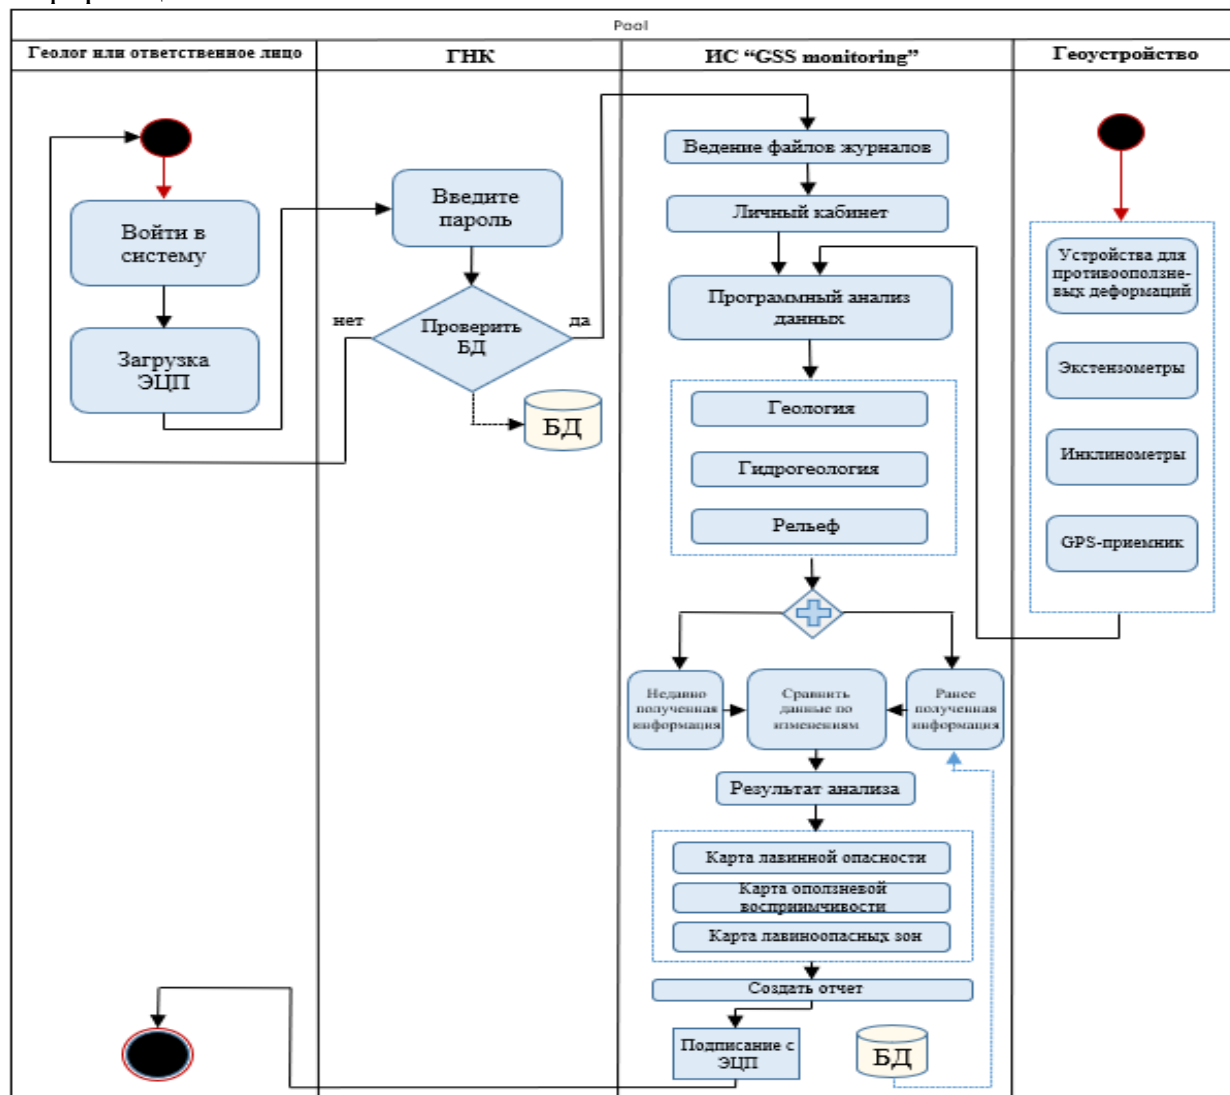 Pool
Геолог или ответственное лицо
ГНК
ИС “GSS monitoring”
Геоустройство
Войти в
систему
Загрузка
ЭЦП
Введите
пароль
Проверить
БД
нет
да
БД
Ведение файлов журналов
Личный кабинет
Программный анализ
данных
Геология
Гидрогеология
Рельеф
Недавно
полученная
информация
Сравнить
данные по
изменениям
Ранее
полученная
информация
Результат анализа
Карта лавинной опасности
Карта оползневой
восприимчивости
Карта лавиноопасных зон
Создать отчет
Подписание с
ЭЦП
БД
Устройства для
противооползне-
вых деформаций
Экстензометры
Инклинометры
GPS-приемник